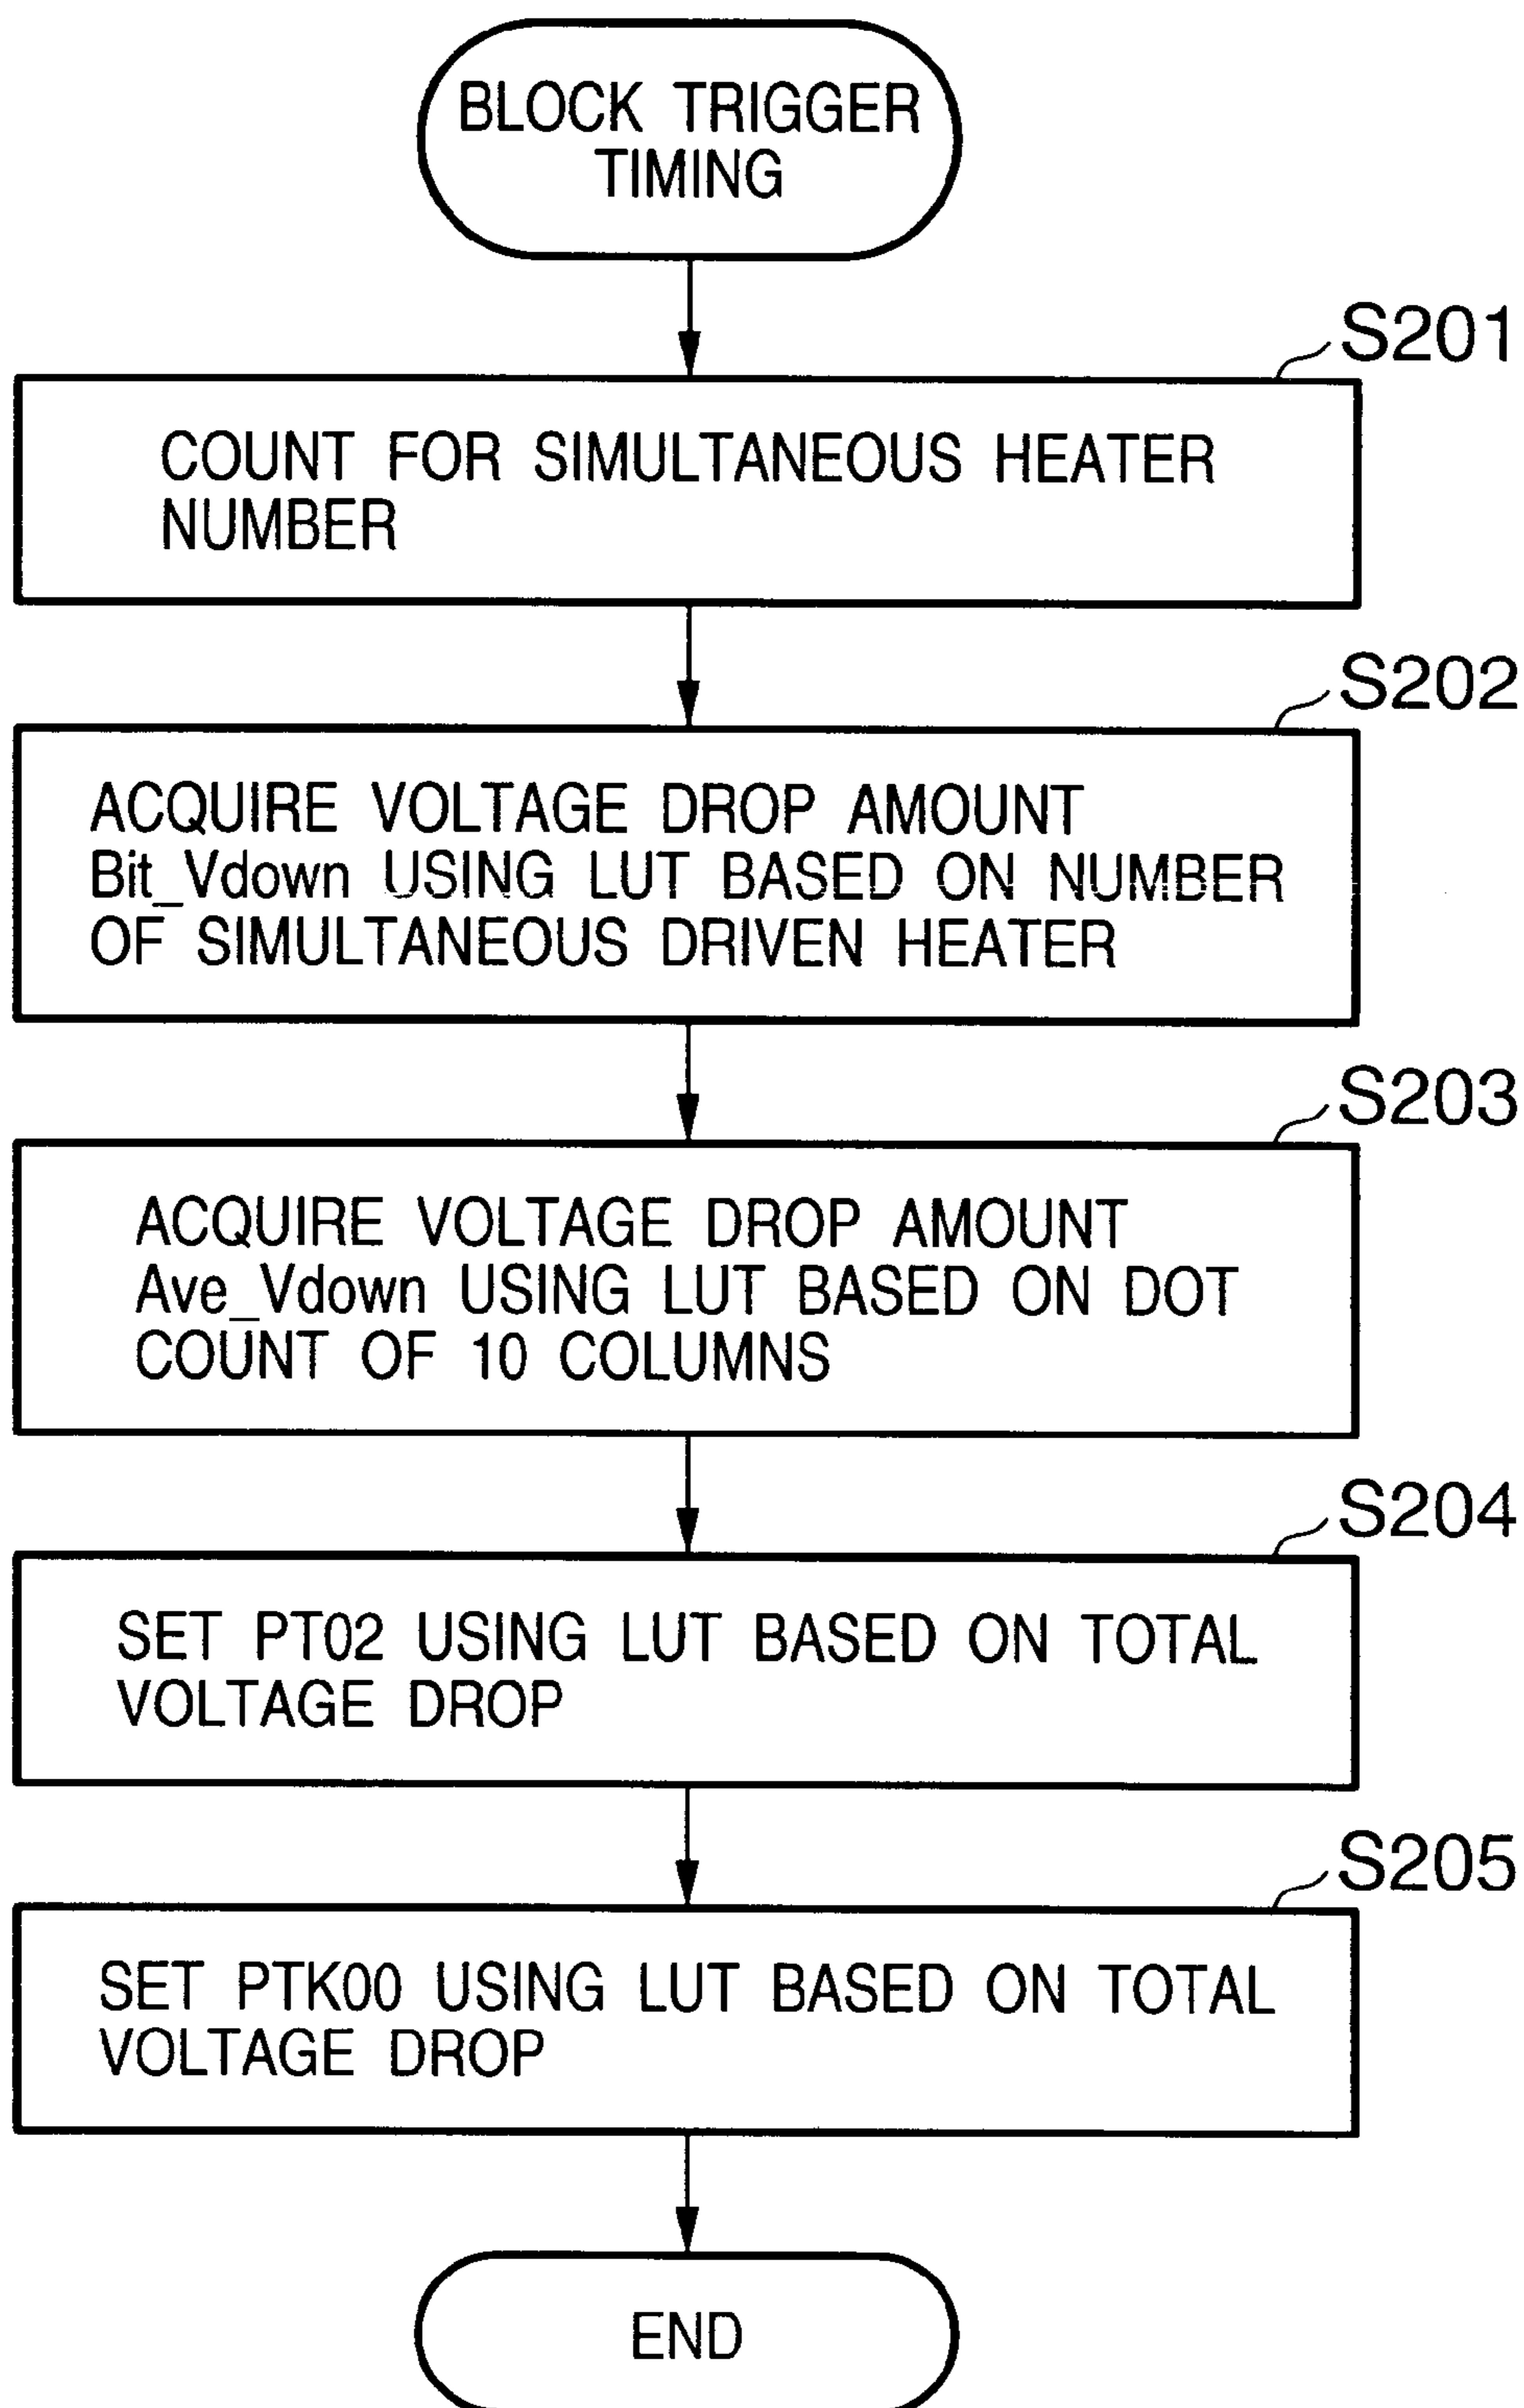 BLOCK TRIGGER
TIMING
S201
COUNT FOR SIMULTANEOUS HEATER
NUMBER
S202
ACQUIRE VOLTAGE DROP AMOUNT
Bit_Vdown USING LUT BASED ON NUMBER
OF SIMULTANEOUS DRIVEN HEATER
S203
ACQUIRE VOLTAGE DROP AMOUNT
Ave_Vdown USING LUT BASED ON DOT
COUNT OF 10 COLUMNS
S204
SET PT02 USING LUT BASED ON TOTAL
VOLTAGE DROP
S205
SET PTK00 USING LUT BASED ON TOTAL
VOLTAGE DROP
END